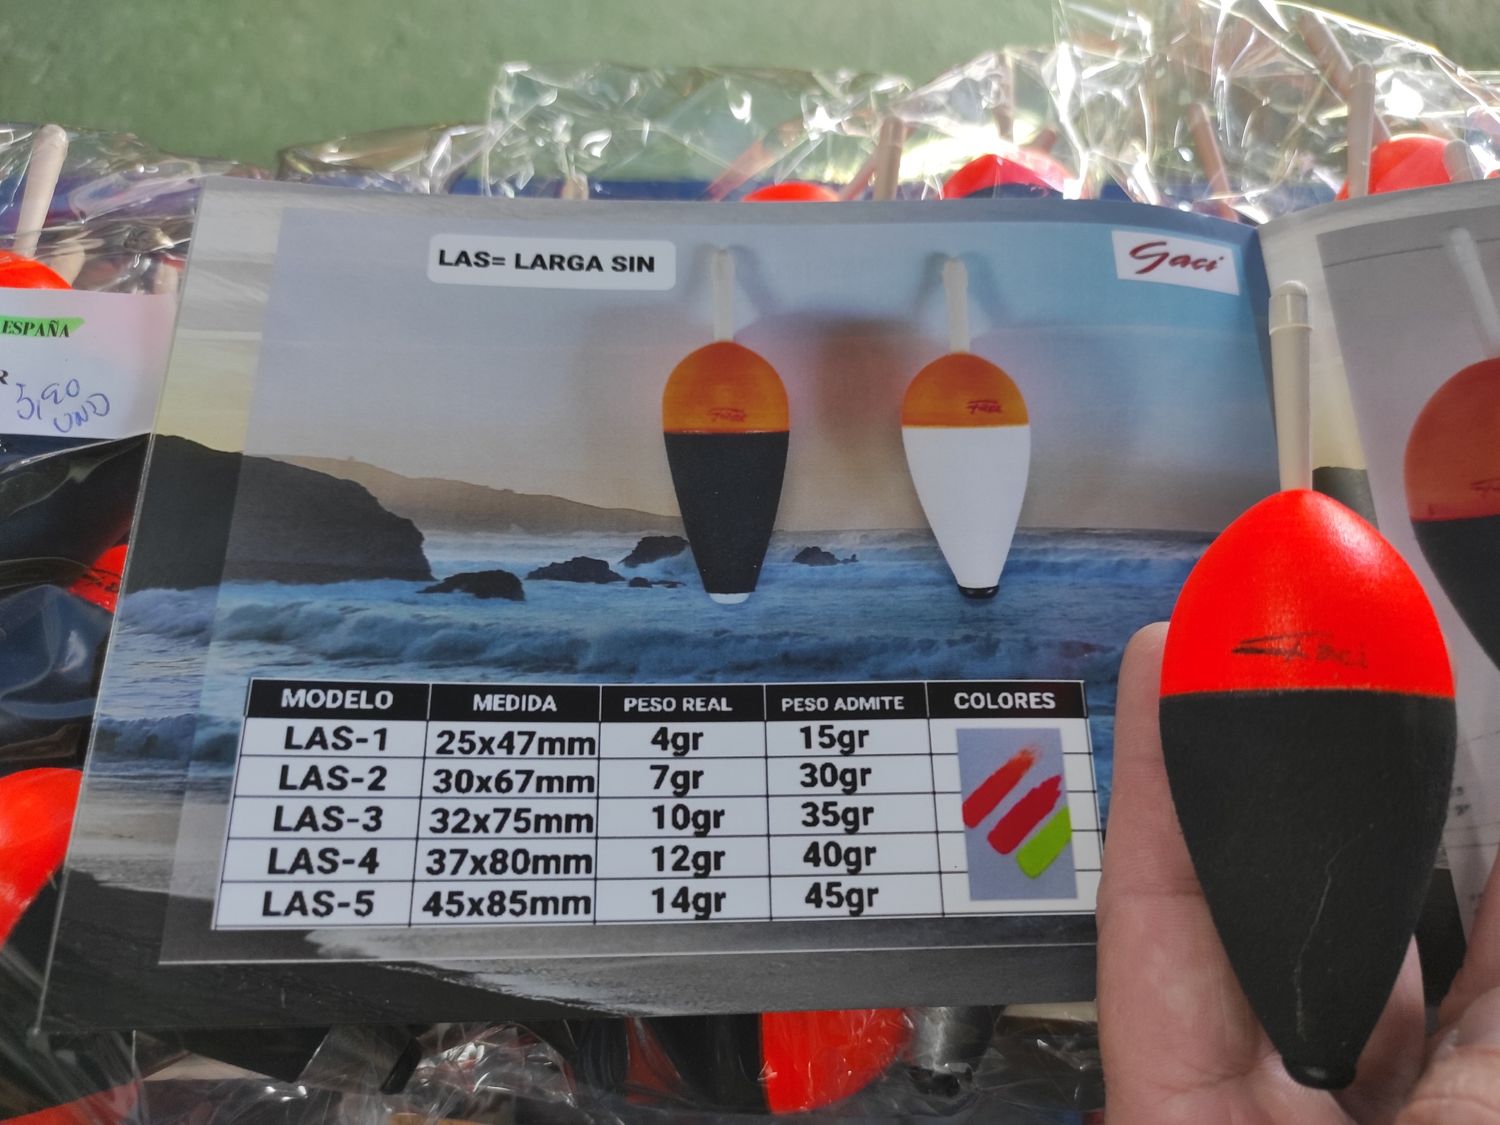 LAS= LARGA SIN
Gaci
ESPAÑA
R
5,90
UND
MODELO MEDIDA PESO REAL PESO ADMITE COLORES
LAS-1 25x47mm 4gr 15gr
LAS-2 30x67mm 7gr 30gr
LAS-3 32x75mm 10gr 35gr
LAS-4 37x80mm 12gr 40gr
LAS-5 45x85mm 14gr 45gr
Gaci